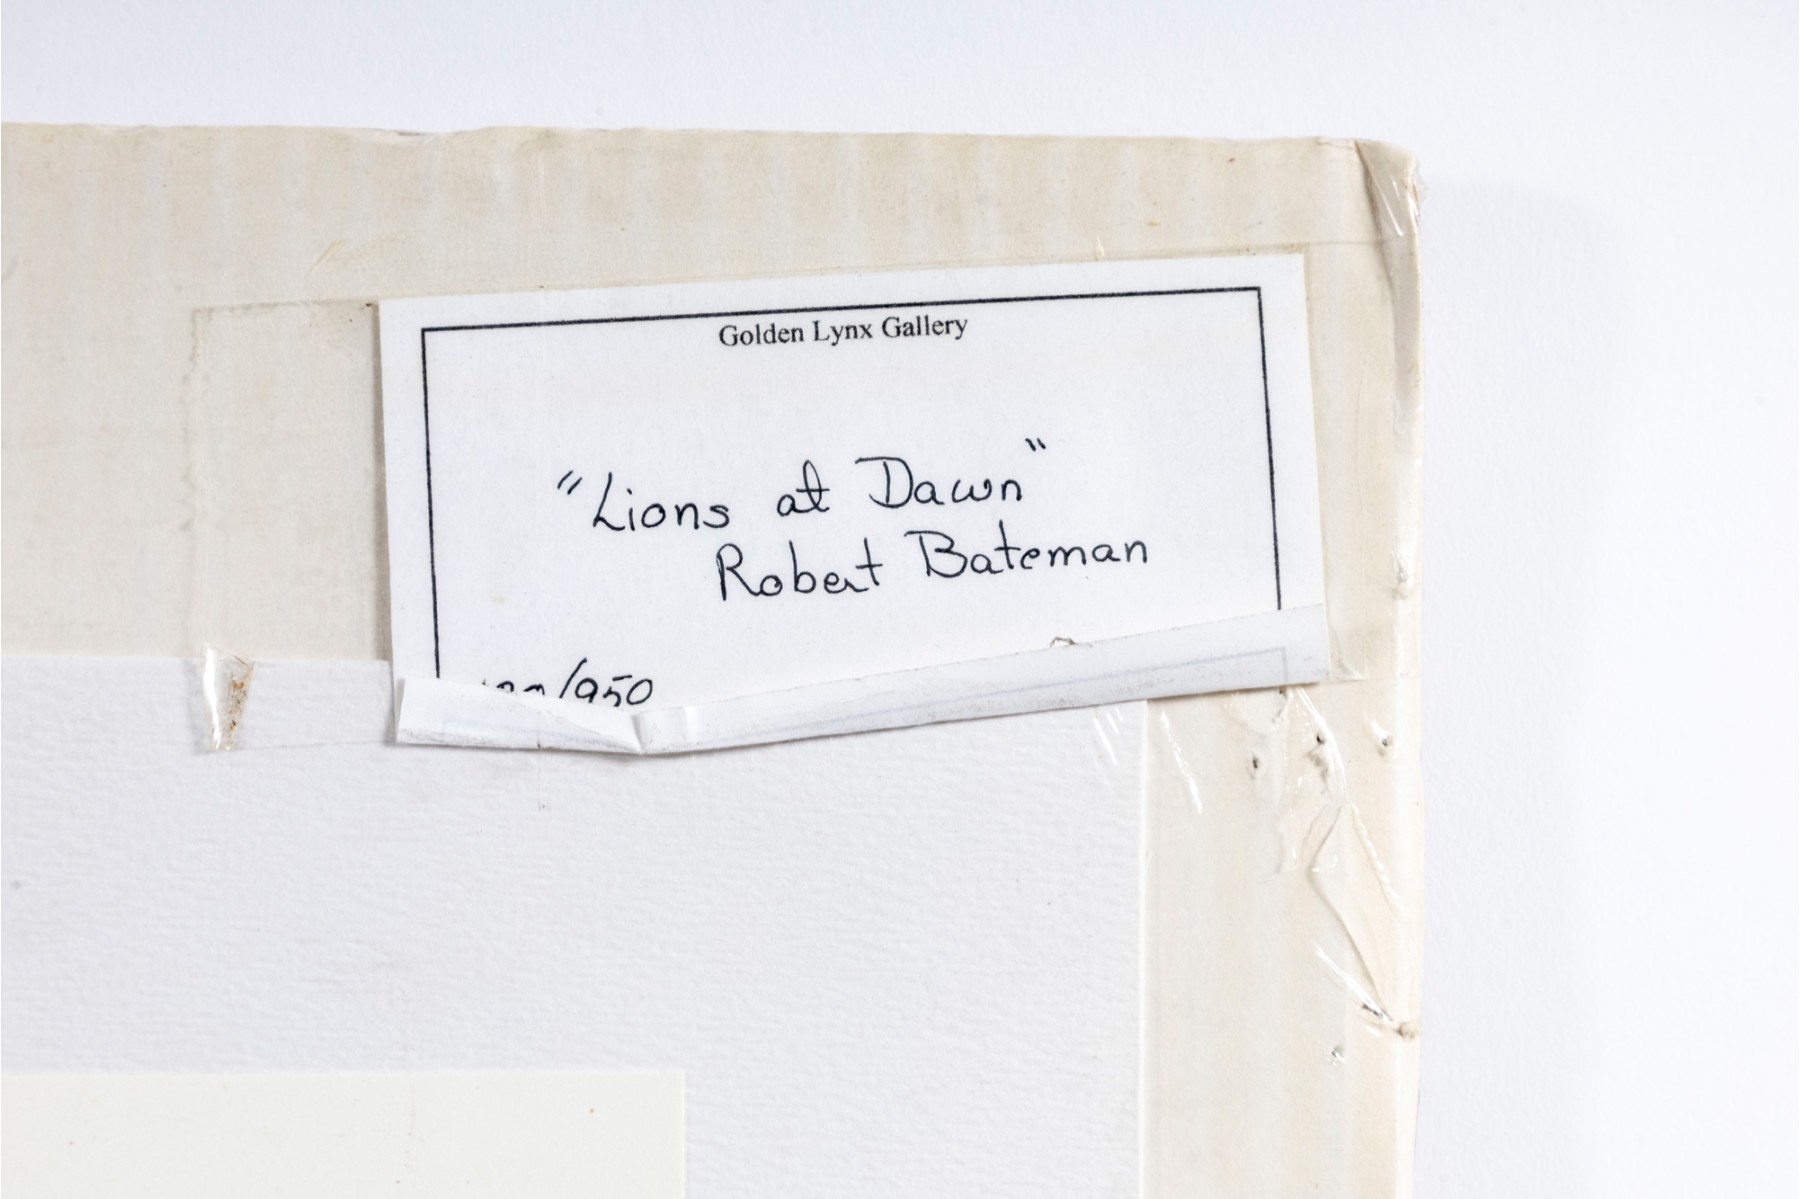 Golden Lynx Gallery
"Lions at Dawn"
Robert Bateman
/950